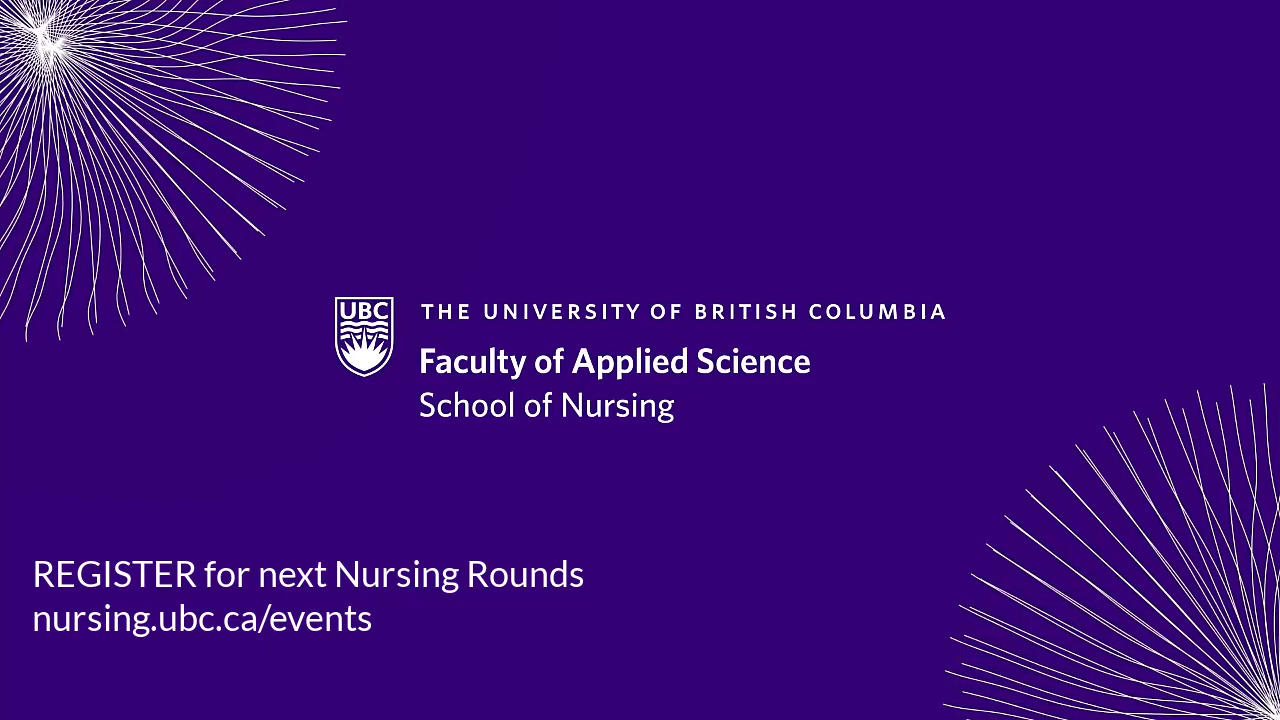 UBC
THE UNIVERSITY OF BRITISH COLUMBIA
Faculty of Applied Science
School of Nursing
REGISTER for next Nursing Rounds
nursing.ubc.ca/events